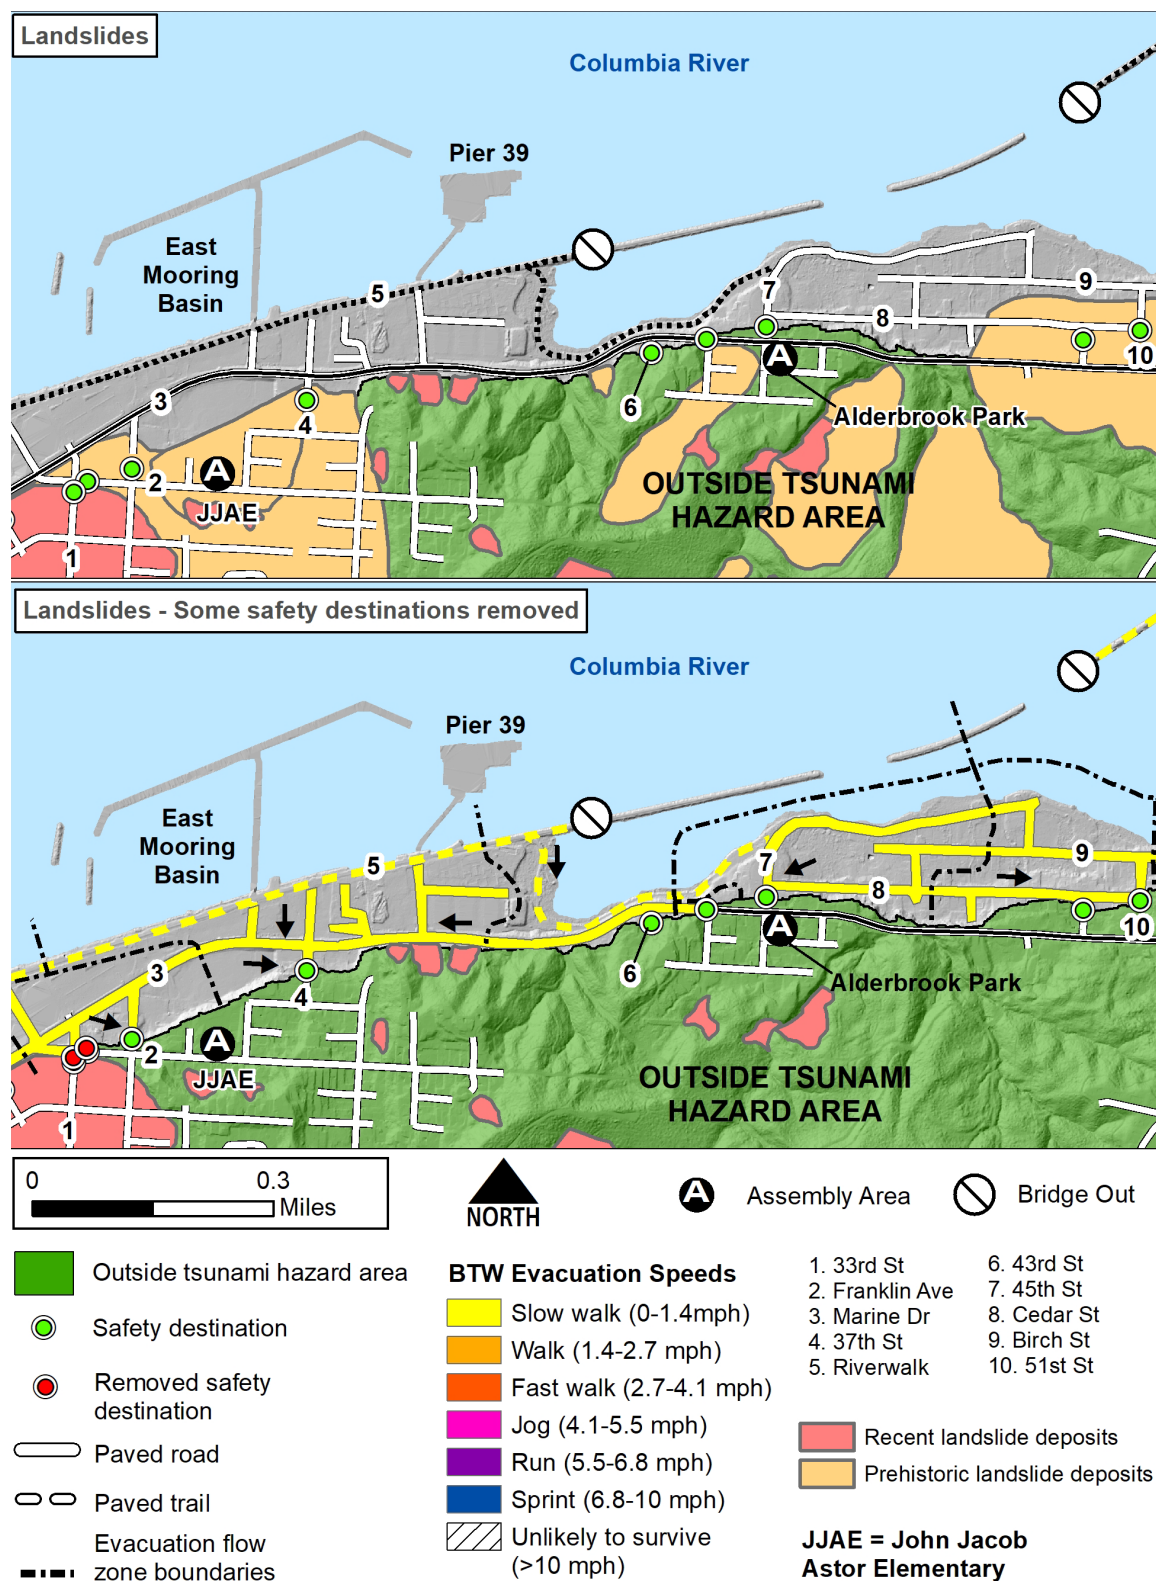 Landslides
Columbia River
Pier 39
East
Mooring
Basin
5
7
9
8
3
10
A
6
4
Alderbrook Park
A
2
OUTSIDE TSUNAMI
HAZARD AREA
JJAE
1
Landslides - Some safety destinations removed
Columbia River
Pier 39
East
Mooring
Basin
5
7
9
8
10
A
3
6
Alderbrook Park
4
A
2
JJAE
OUTSIDE TSUNAMI
HAZARD AREA
1
0 0.3
Miles
NORTH
A Assembly Area
Bridge Out
Outside tsunami hazard area
Safety destination
Removed safety
destination
Paved road
Paved trail
Evacuation flow
zone boundaries
BTW Evacuation Speeds
Slow walk (0-1.4mph)
Walk (1.4-2.7 mph)
Fast walk (2.7-4.1 mph)
Jog (4.1-5.5 mph)
Run (5.5-6.8 mph)
Sprint (6.8-10 mph)
Unlikely to survive
(>10 mph)
1. 33rd St
2. Franklin Ave
3. Marine Dr
4. 37th St
5. Riverwalk
6. 43rd St
7. 45th St
8. Cedar St
9. Birch St
10. 51st St
Recent landslide deposits
Prehistoric landslide deposits
JJAE = John Jacob
Astor Elementary